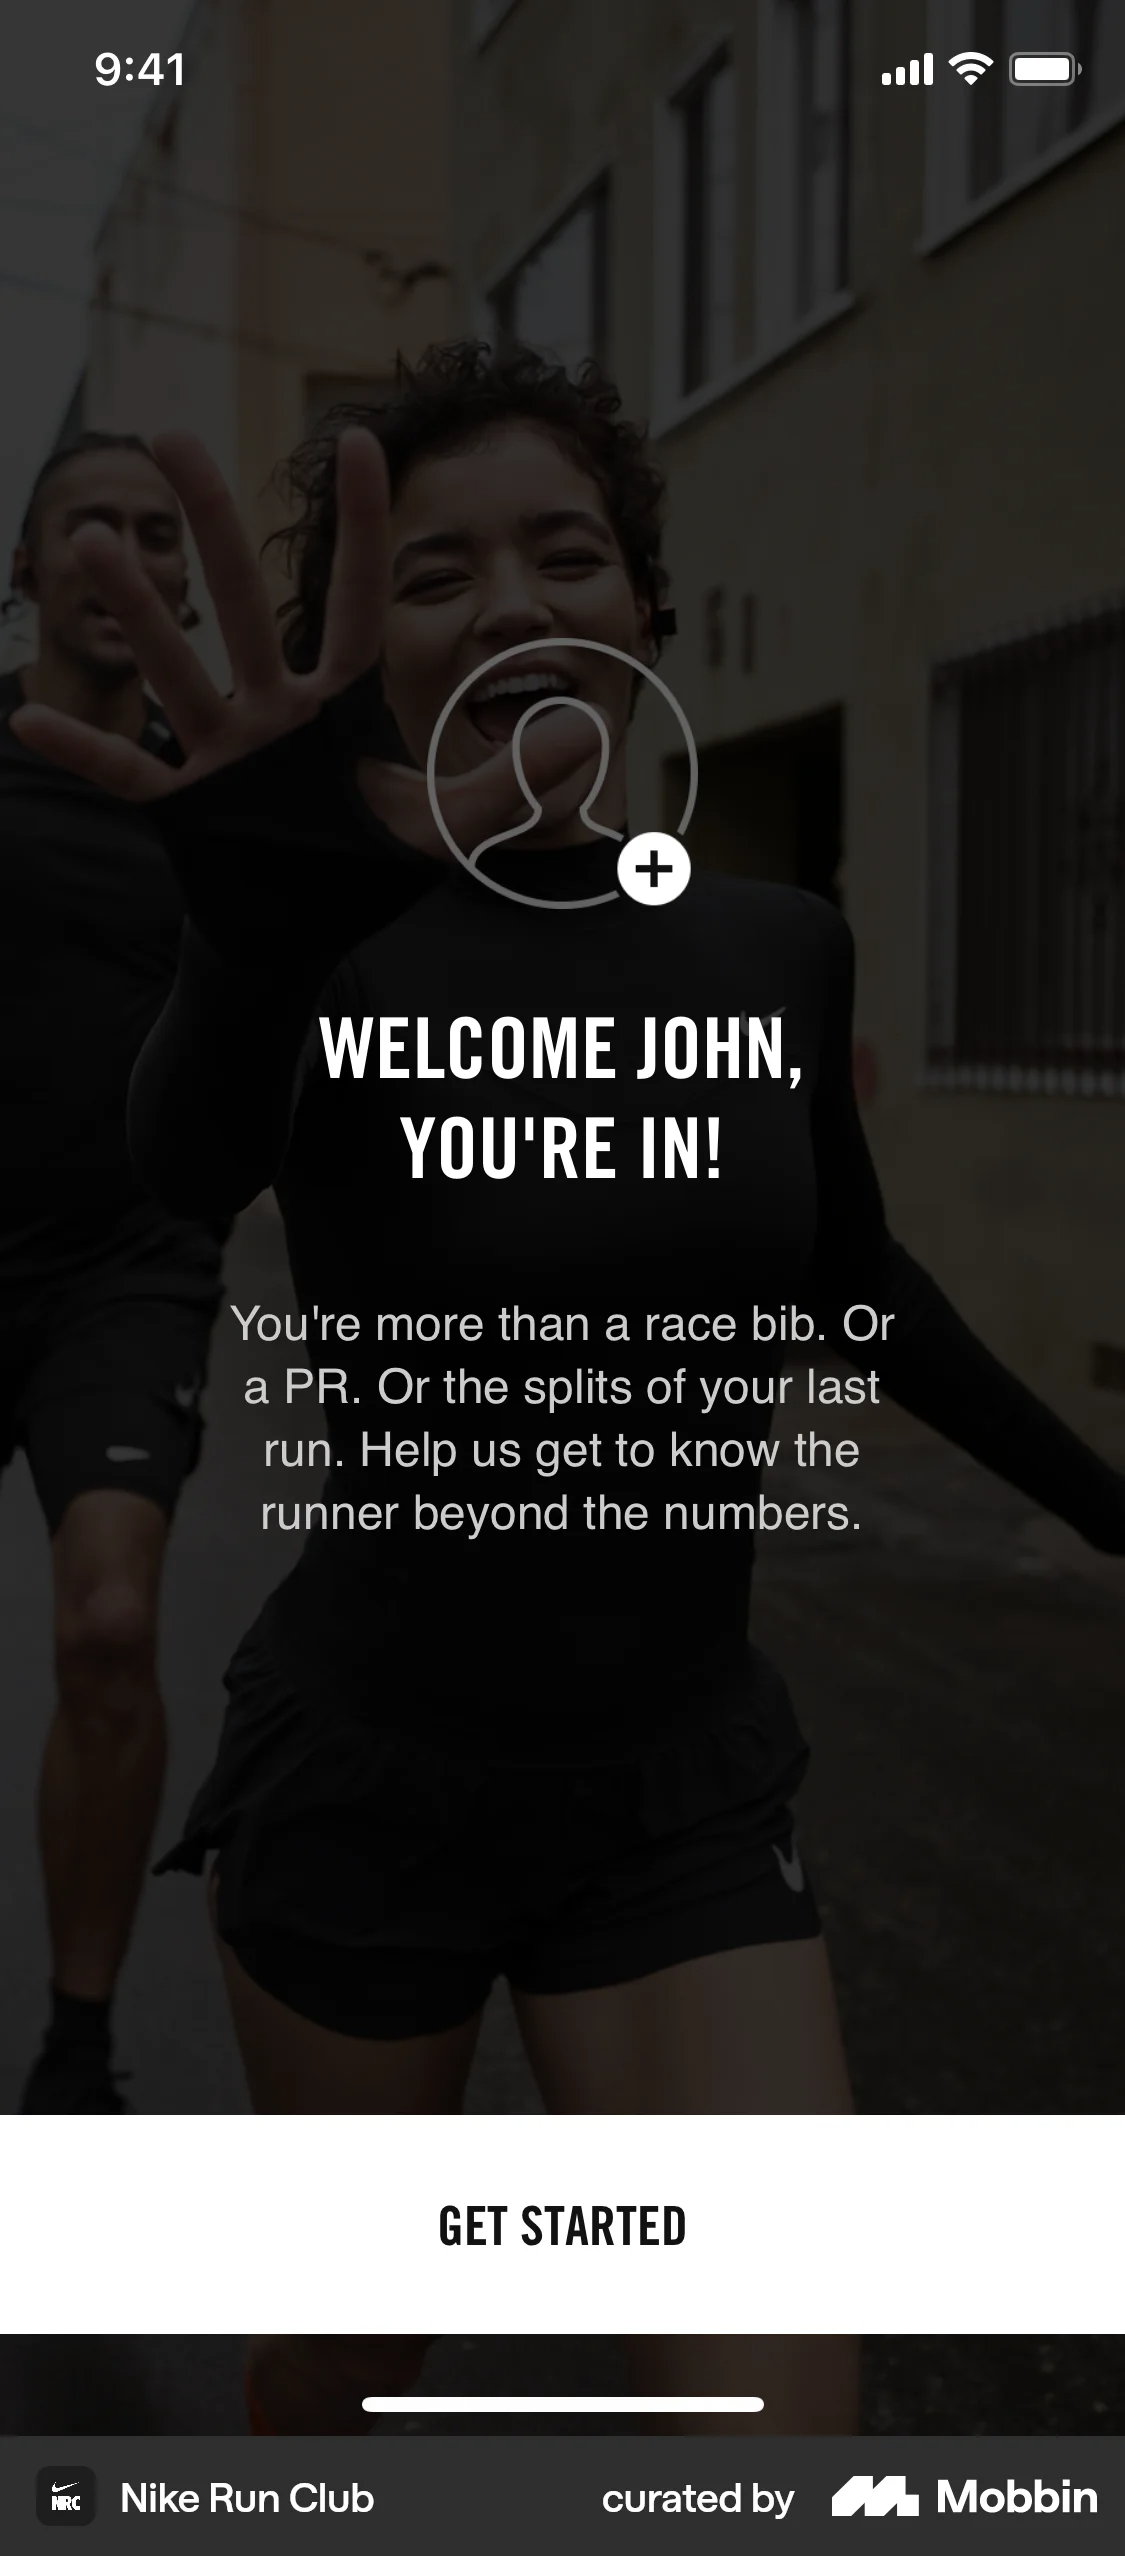 9:41
WELCOME JOHN,
YOU'RE IN!
You're more than a race bib. Or
a PR. Or the splits of your last
run. Help us get to know the
runner beyond the numbers.
GET STARTED
NRC
Nike Run Club
curated by
Mobbin